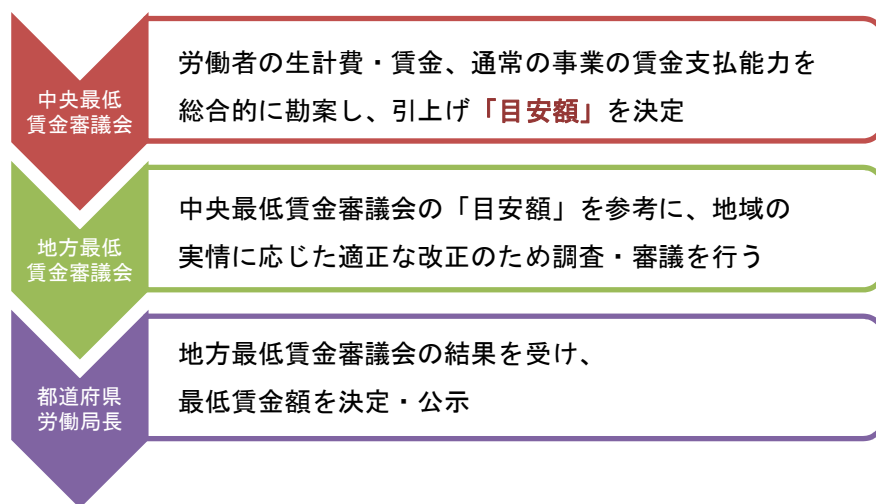 中央最低
賃金審議会
労働者の生計費・賃金、通常の事業の賃金支払能力を
総合的に勘案し、引上げ「目安額」を決定
地方最低
賃金審議会
中央最低賃金審議会の「目安額」を参考に、地域の
実情に応じた適正な改正のため調査・審議を行う
都道府県
労働局長
地方最低賃金審議会の結果を受け、
最低賃金額を決定・公示